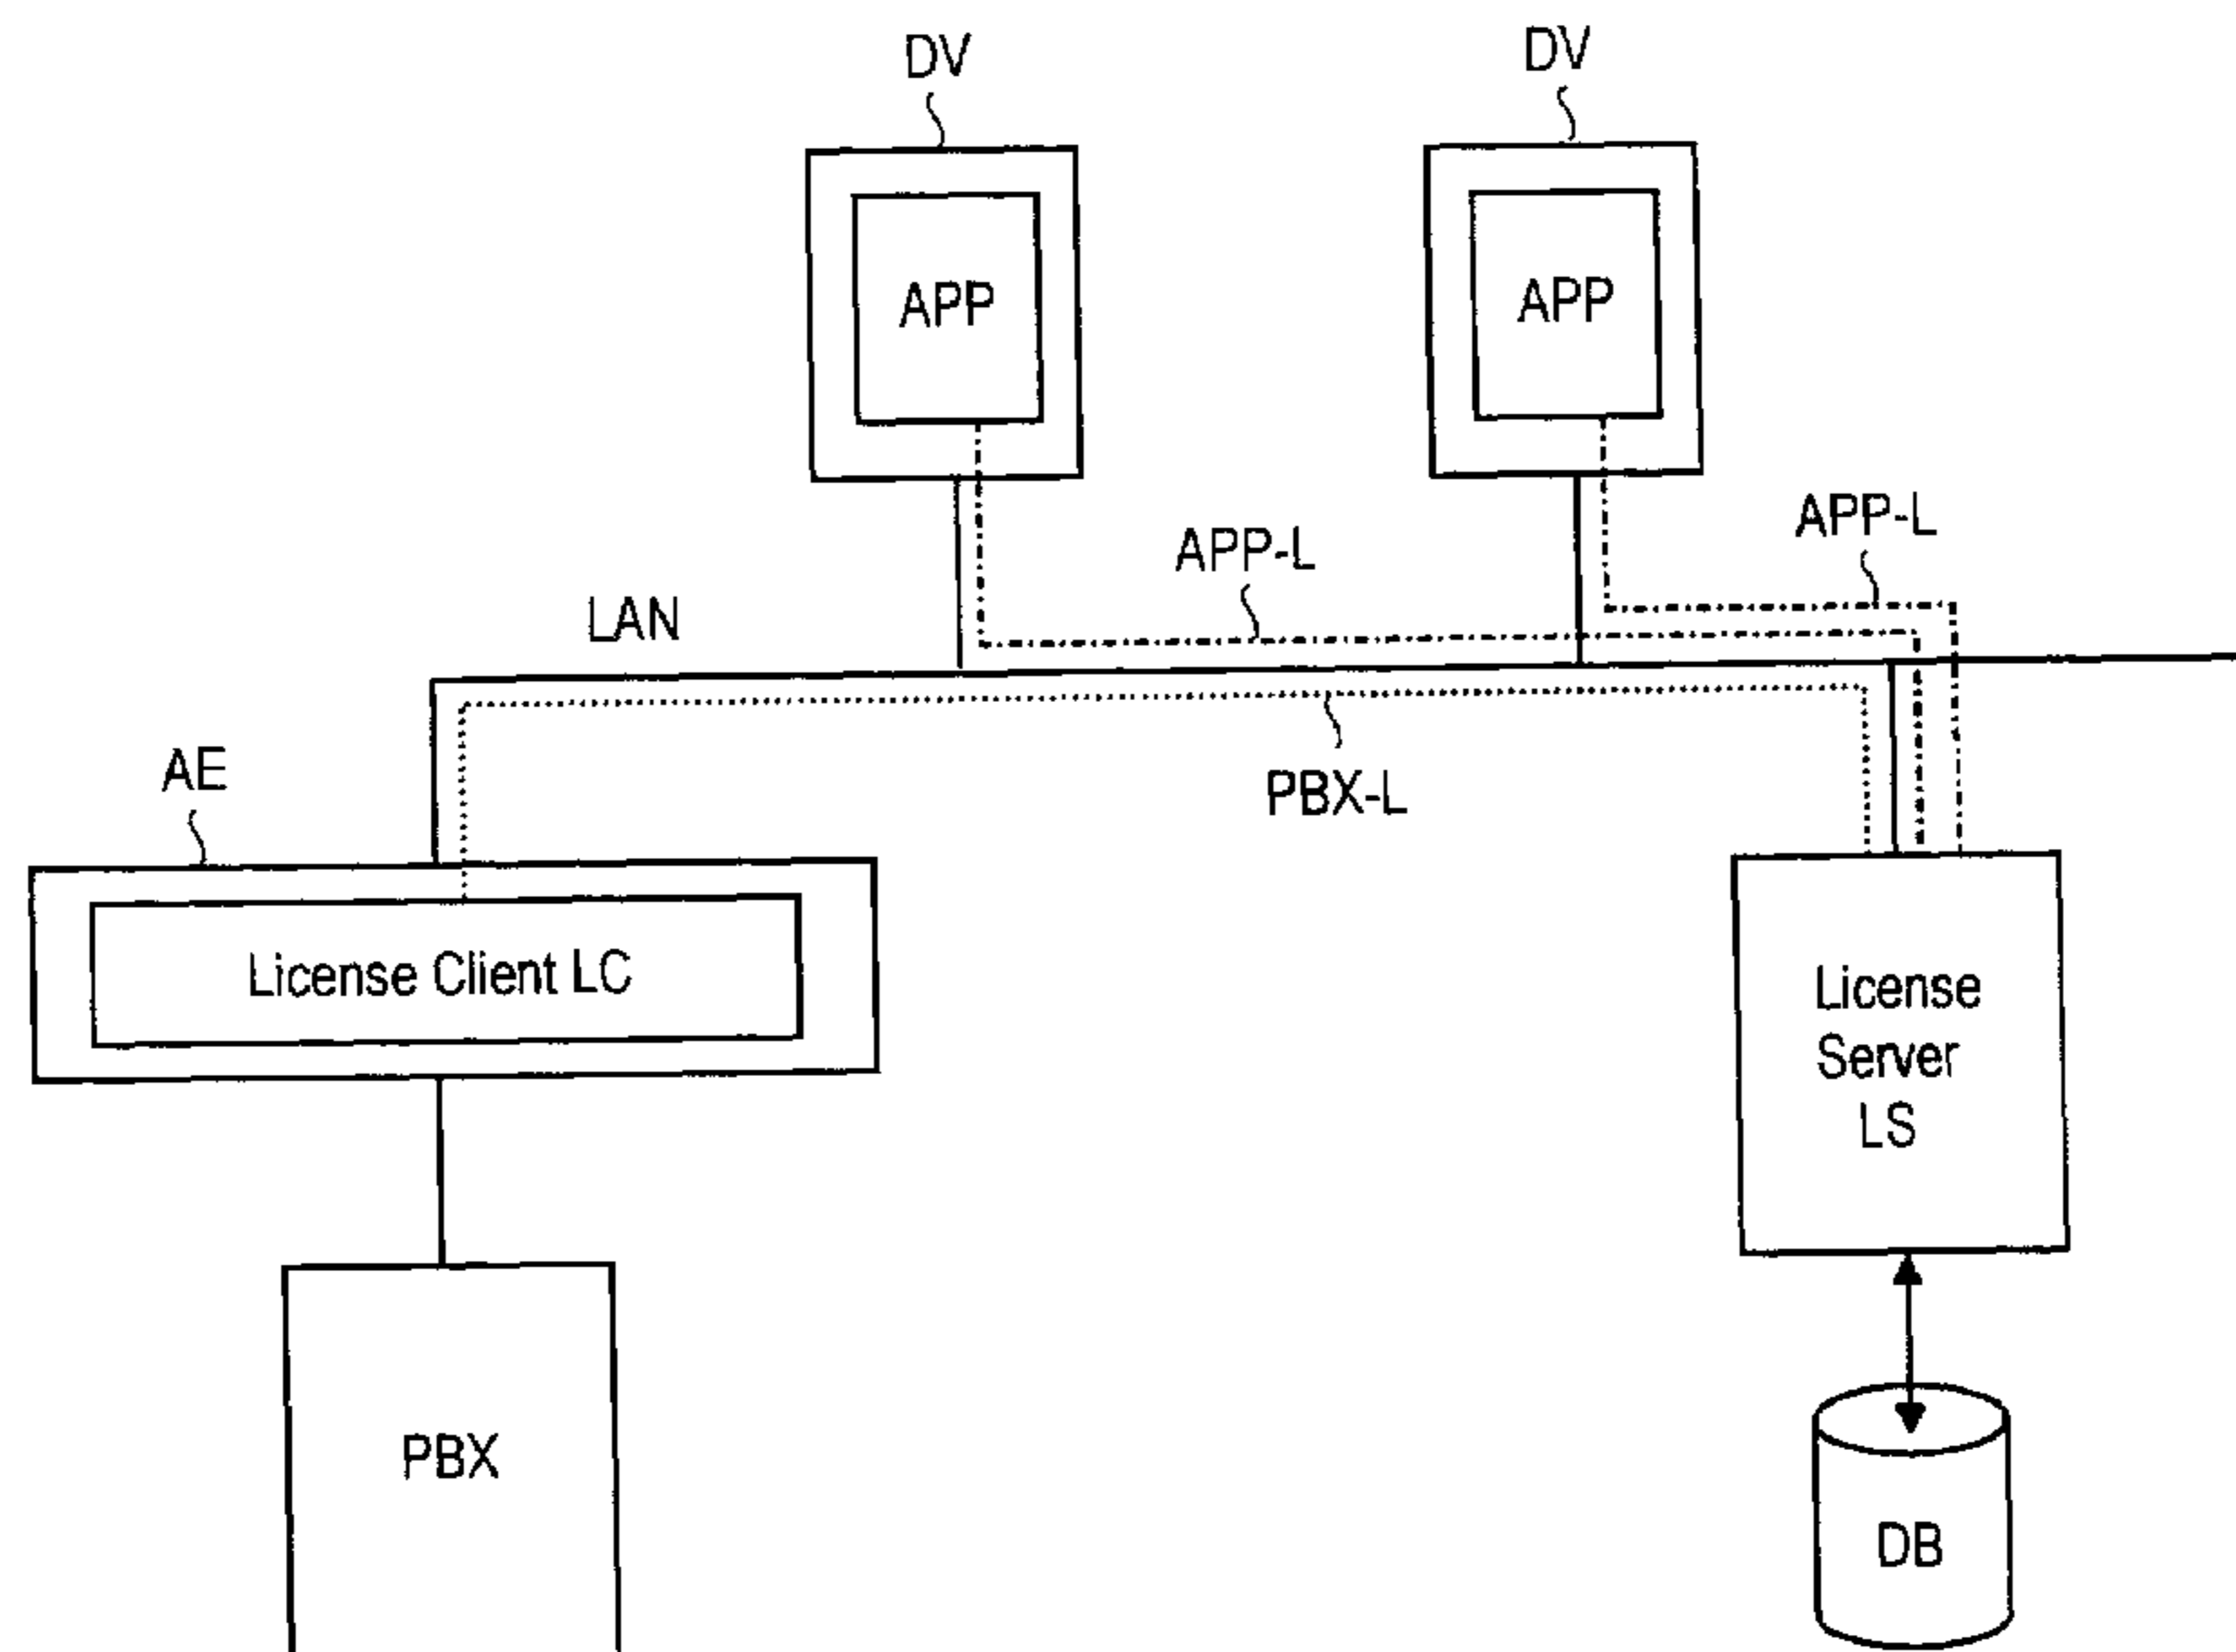 DV
DV
APP
APP
APP-L
APP-L
LAN
AE
PBX-L
License Client LC
License
Server
LS
PBX
DB